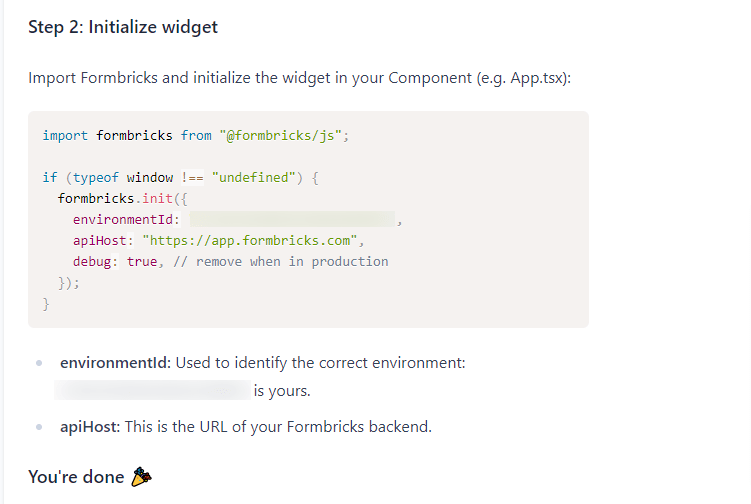 Step 2: Initialize widget
Import Formbricks and initialize the widget in your Component (e.g. App.tsx):
import formbricks from "@formbricks/js";
if (typeof window !== "undefined") {
formbricks.init({
environmentId: ,
apiHost: "https://app.formbricks.com",
debug: true, // remove when in production
});
}
environmentId: Used to identify the correct environment:
is yours.
apiHost: This is the URL of your Formbricks backend.
You're done 🎉